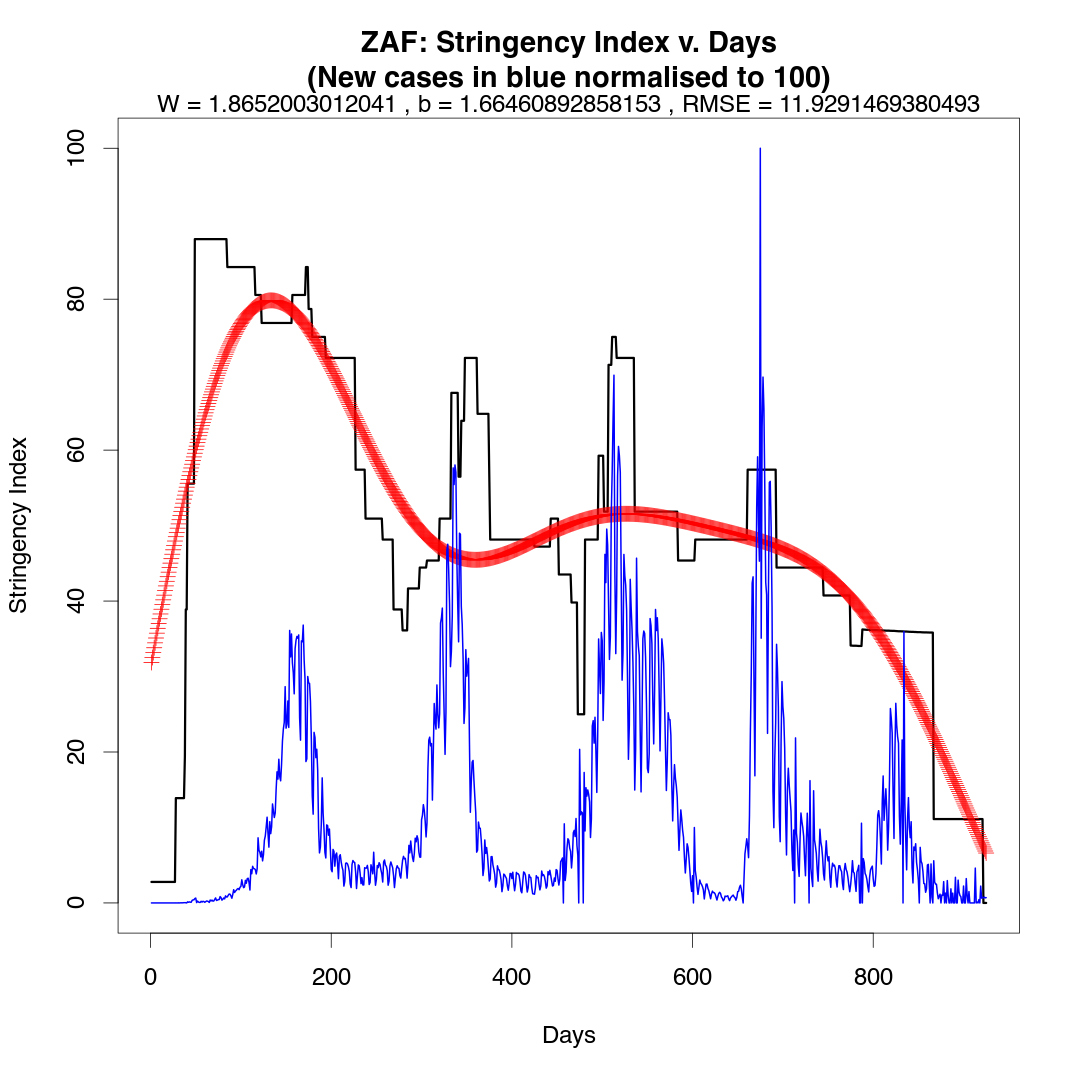 ZAF: Stringency Index v. Days
(New cases in blue normalised to 100)
W = 1.8652003012041 , b = 1.66460892858153 , RMSE = 11.9291469380493
100
80
60
40
20
0
Stringency Index
0 200 400 600 800
Days